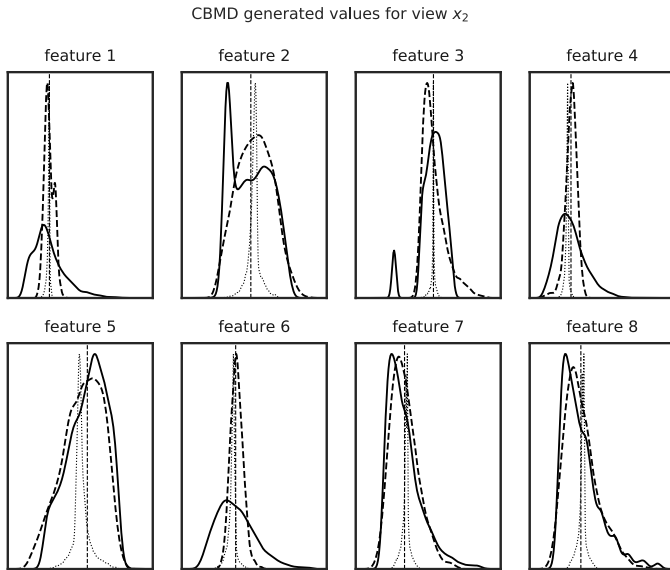 CBMD generated values for view x₂
feature 1
feature 2
feature 3
feature 4
feature 5
feature 6
feature 7
feature 8